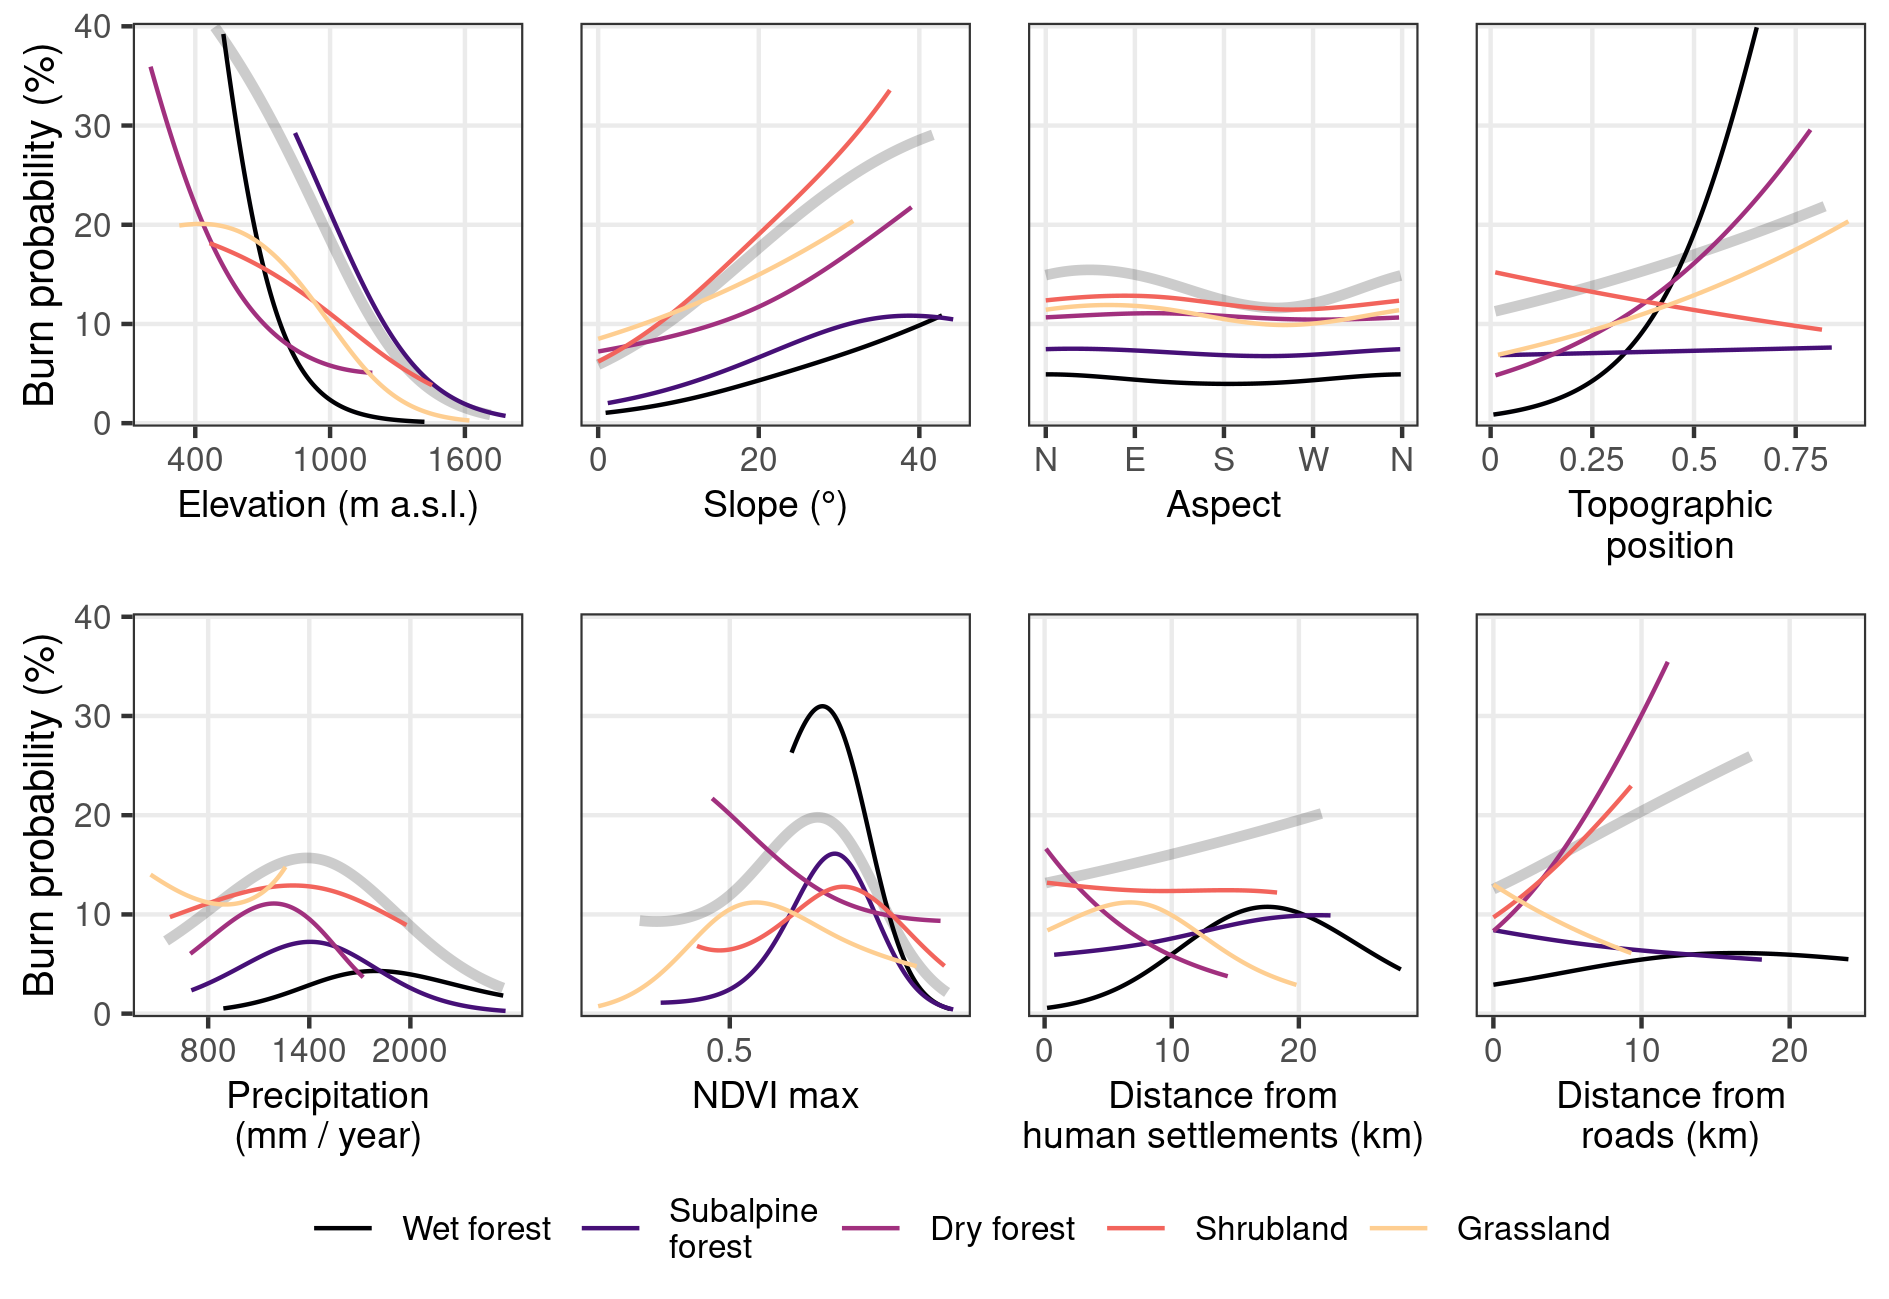 Burn probability (%)
40
30
20
10
0
400 1000 1600
Elevation (m a.s.l.)
0 20 40
Slope (°)
N E S W N
Aspect
0 0.25 0.5 0.75
Topographic
position
Burn probability (%)
40
30
20
10
0
800 1400 2000
Precipitation
(mm / year)
0.5
NDVI max
0 10 20
Distance from
human settlements (km)
0 10 20
Distance from
roads (km)
Wet forest
Subalpine
forest
Dry forest
Shrubland
Grassland